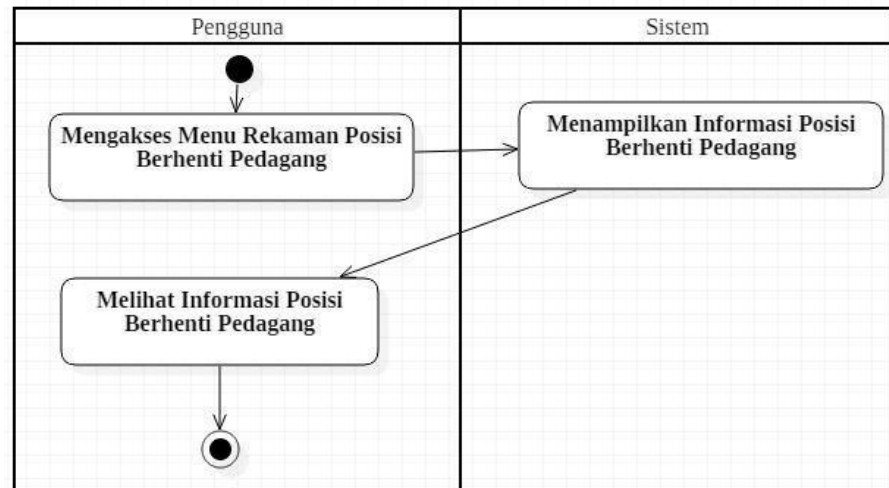 Pengguna
Sistem
Mengakses Menu Rekaman Posisi
Berhenti Pedagang
Menampilkan Informasi Posisi
Berhenti Pedagang
Melihat Informasi Posisi
Berhenti Pedagang